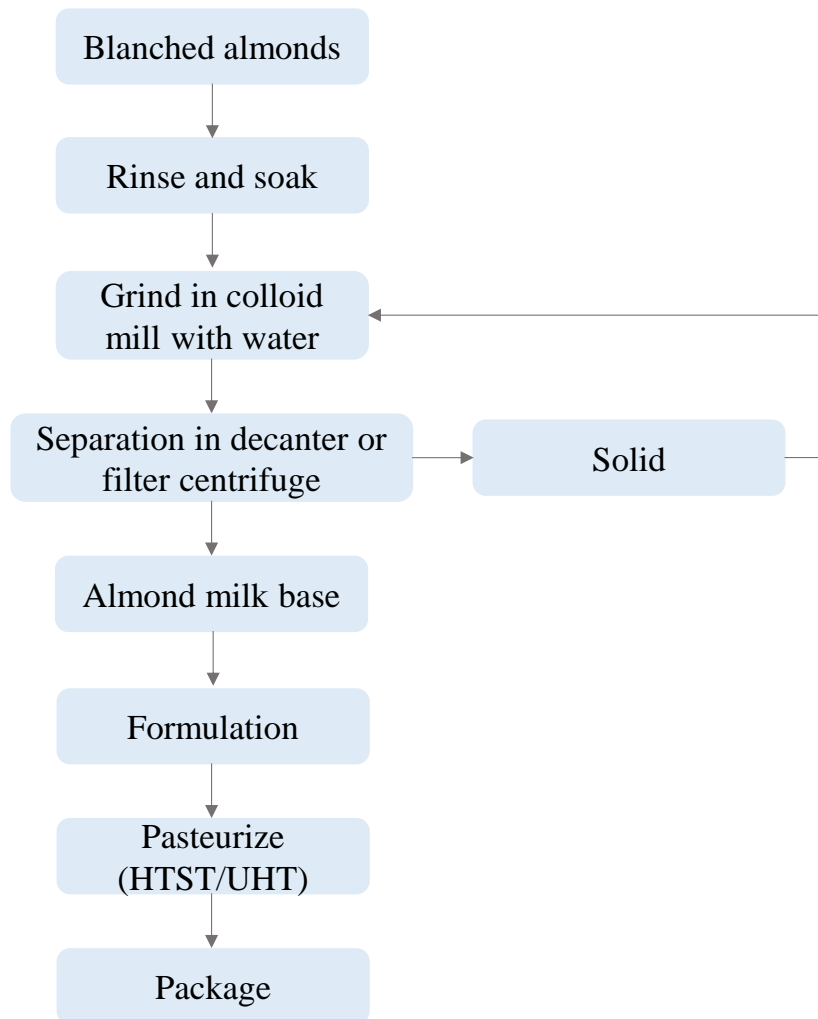 Blanched almonds
Rinse and soak
Grind in colloid
mill with water
Separation in decanter or
filter centrifuge
Solid
Almond milk base
Formulation
Pasteurize
(HTST/UHT)
Package